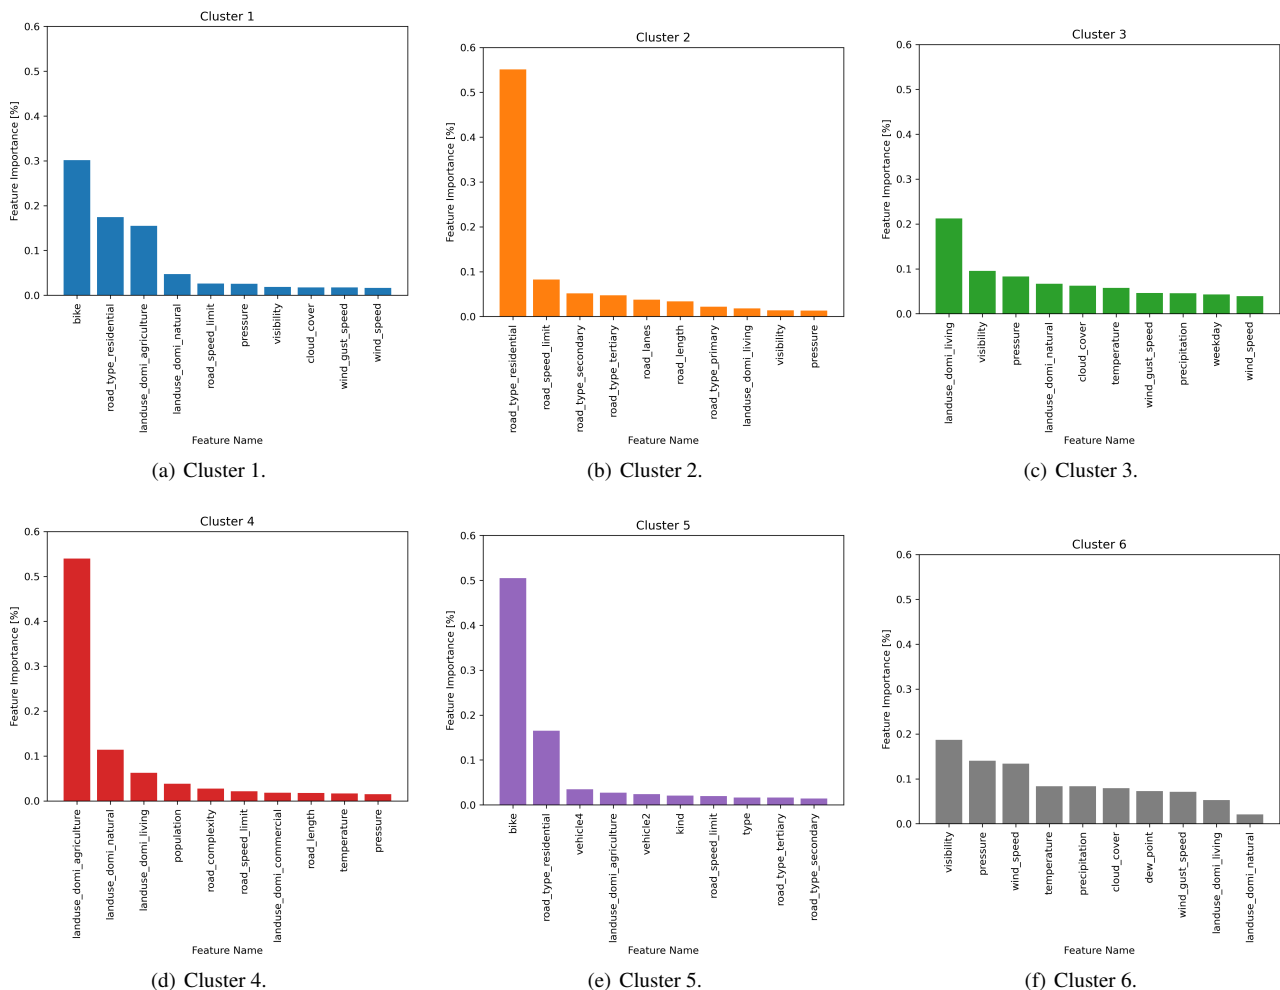 Cluster 1
0.6
0.5
0.4
0.3
0.2
0.1
0.0
Feature Importance [%]
bike
road_type_residential
landuse_domi_agriculture
landuse_domi_natural
road_speed_limit
pressure
visibility
cloud_cover
wind_gust_speed
wind_speed
Feature Name
(a) Cluster 1.
Cluster 2
0.6
0.5
0.4
0.3
0.2
0.1
0.0
Feature Importance [%]
road_type_residential
road_speed_limit
road_type_secondary
road_type_tertiary
road_lanes
road_length
road_type_primary
landuse_domi_living
visibility
pressure
Feature Name
(b) Cluster 2.
Cluster 3
0.6
0.5
0.4
0.3
0.2
0.1
0.0
Feature Importance [%]
landuse_domi_living
visibility
pressure
landuse_domi_natural
cloud_cover
temperature
wind_gust_speed
precipitation
weekday
wind_speed
Feature Name
(c) Cluster 3.
Cluster 4
0.6
0.5
0.4
0.3
0.2
0.1
0.0
Feature Importance [%]
landuse_domi_agriculture
landuse_domi_natural
landuse_domi_living
population
road_complexity
road_speed_limit
landuse_domi_commercial
road_length
temperature
pressure
Feature Name
(d) Cluster 4.
Cluster 5
0.6
0.5
0.4
0.3
0.2
0.1
0.0
Feature Importance [%]
bike
road_type_residential
vehicle4
landuse_domi_agriculture
vehicle2
kind
road_speed_limit
type
road_type_tertiary
road_type_secondary
Feature Name
(e) Cluster 5.
Cluster 6
0.6
0.5
0.4
0.3
0.2
0.1
0.0
Feature Importance [%]
visibility
pressure
wind_speed
temperature
precipitation
cloud_cover
dew_point
wind_gust_speed
landuse_domi_living
landuse_domi_natural
Feature Name
(f) Cluster 6.